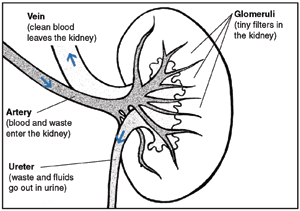 Vein
(clean blood
leaves the kidney)
Glomeruli
(tiny filters in
the kidney)
Artery
(blood and waste
enter the kidney)
Ureter
(waste and fluids
go out in urine)